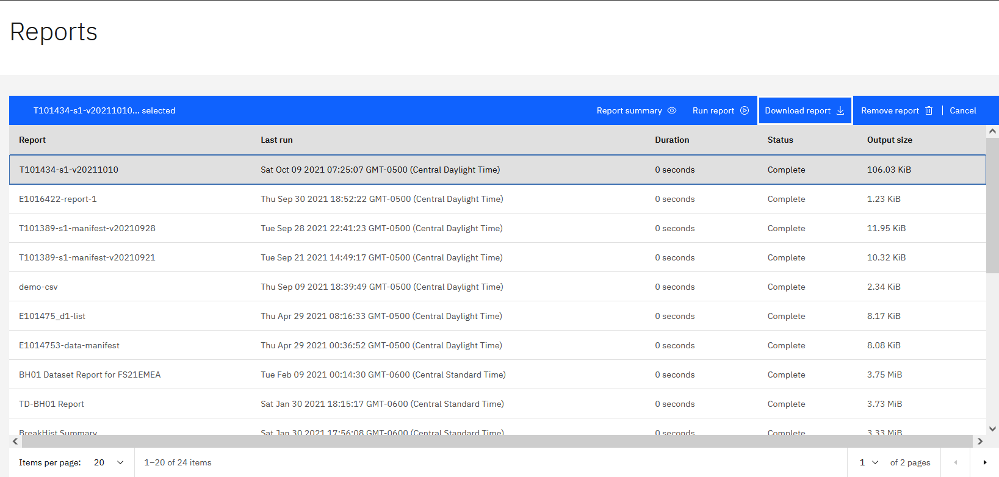 Reports
T101434-s1-v20211010... selected Report summary Run report Download report Remove report Cancel
Report Last run Duration Status Output size
T101434-s1-v20211010 Sat Oct 09 2021 07:25:07 GMT-0500 (Central Daylight Time) 0 seconds Complete 106.03 KiB
E1016422-report-1 Thu Sep 30 2021 18:52:22 GMT-0500 (Central Daylight Time) 0 seconds Complete 1.23 KiB
T101389-s1-manifest-v20210928 Tue Sep 28 2021 22:41:23 GMT-0500 (Central Daylight Time) 0 seconds Complete 11.95 KiB
T101389-s1-manifest-v20210921 Tue Sep 21 2021 14:49:17 GMT-0500 (Central Daylight Time) 0 seconds Complete 10.32 KiB
demo-csv Thu Sep 09 2021 18:39:49 GMT-0500 (Central Daylight Time) 0 seconds Complete 2.34 KiB
E101475_d1-list Thu Apr 29 2021 08:16:33 GMT-0500 (Central Daylight Time) 0 seconds Complete 8.17 KiB
E1014753-data-manifest Thu Apr 29 2021 00:36:52 GMT-0500 (Central Daylight Time) 0 seconds Complete 8.08 KiB
BH01 Dataset Report for FS21EMEA Tue Feb 09 2021 00:14:30 GMT-0600 (Central Standard Time) 0 seconds Complete 3.75 MiB
TD-BH01 Report Sat Jan 30 2021 18:15:17 GMT-0600 (Central Standard Time) 0 seconds Complete 3.73 MiB
BreakHist Summary Sat Jan 30 2021 17:56:08 GMT-0600 (Central Standard Time) 0 seconds Complete 3.33 MiB
Items per page: 20 1–20 of 24 items 1 of 2 pages